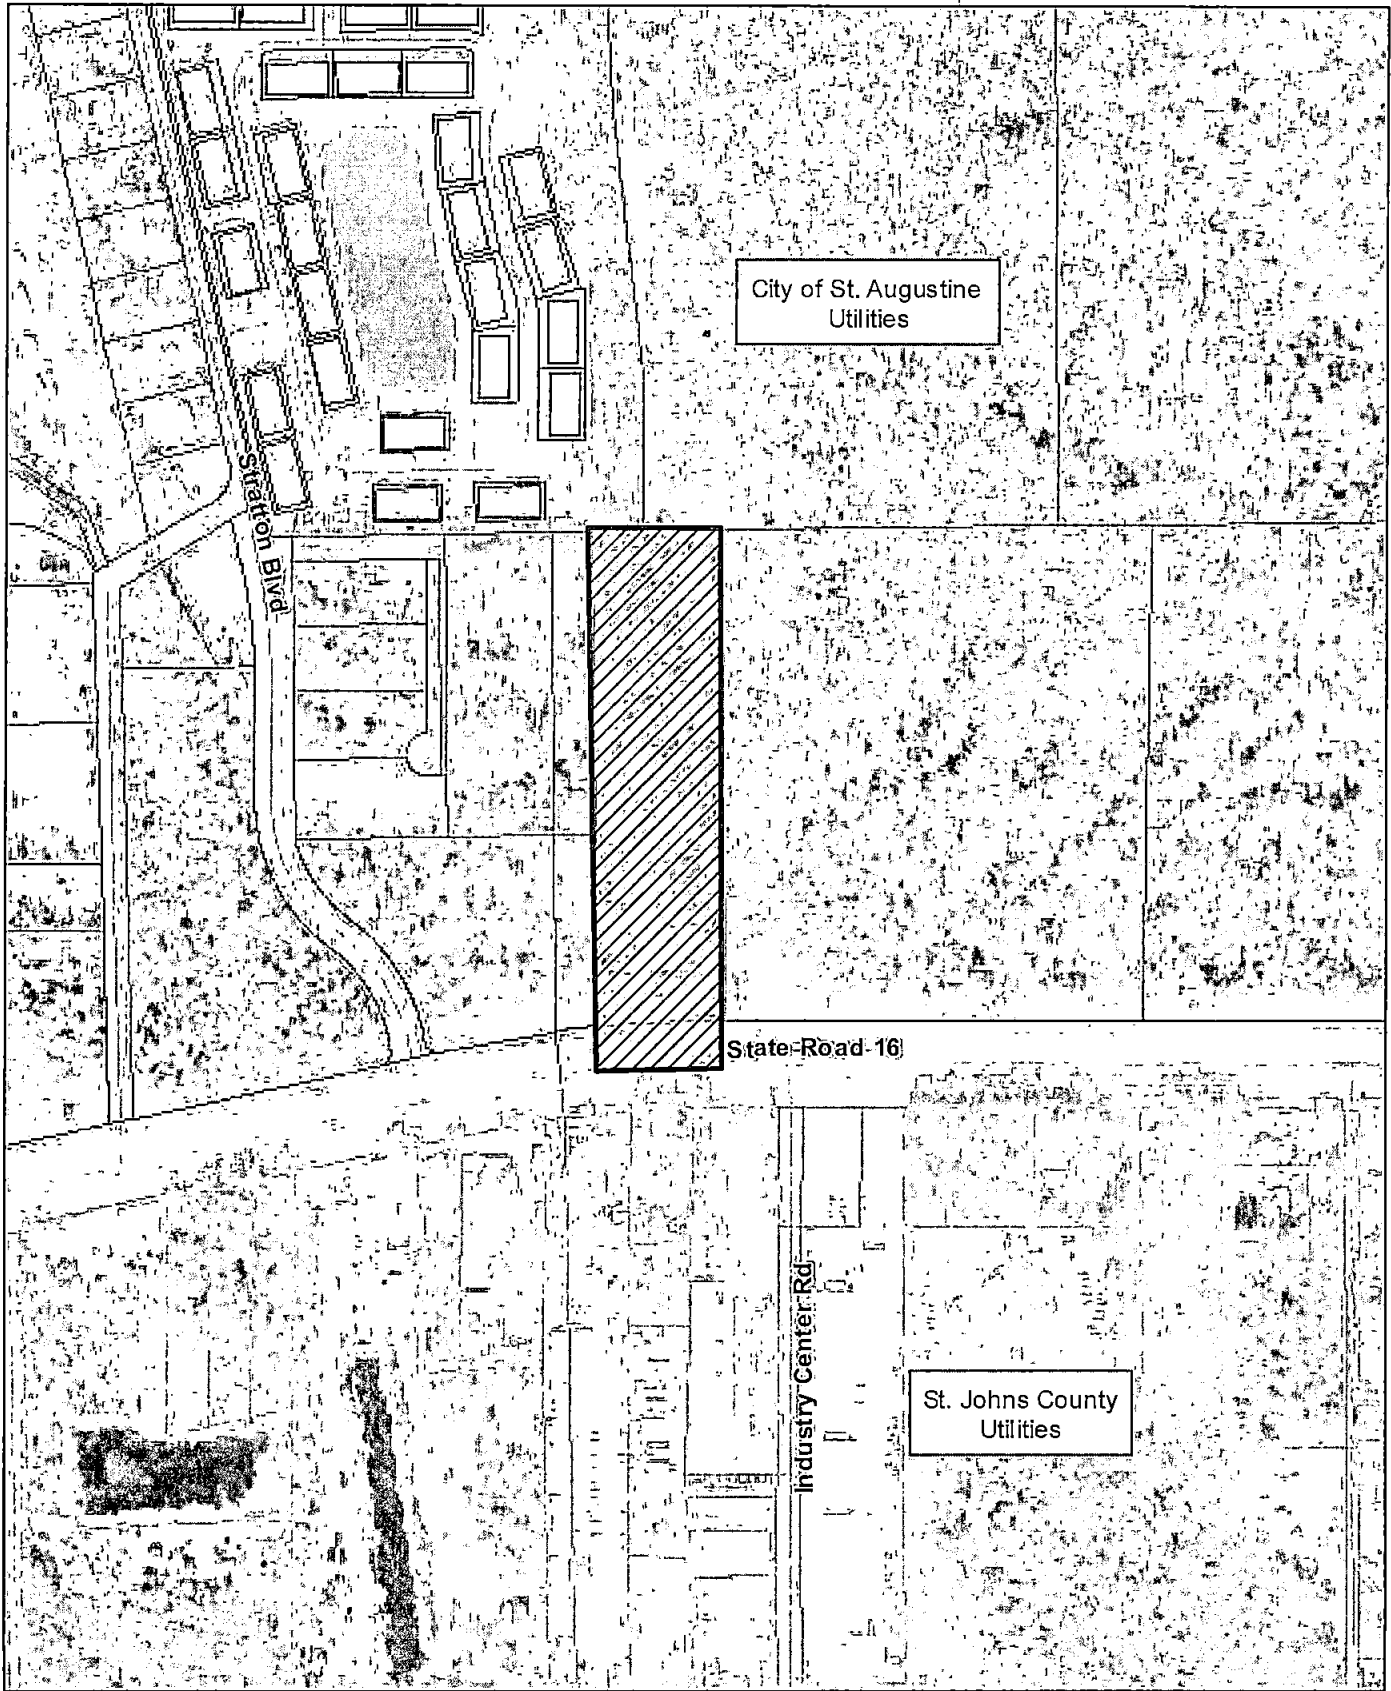 City of St. Augustine
Utilities
Stratton Blvd
State Road 16
Industry Center Rd
St. Johns County
Utilities